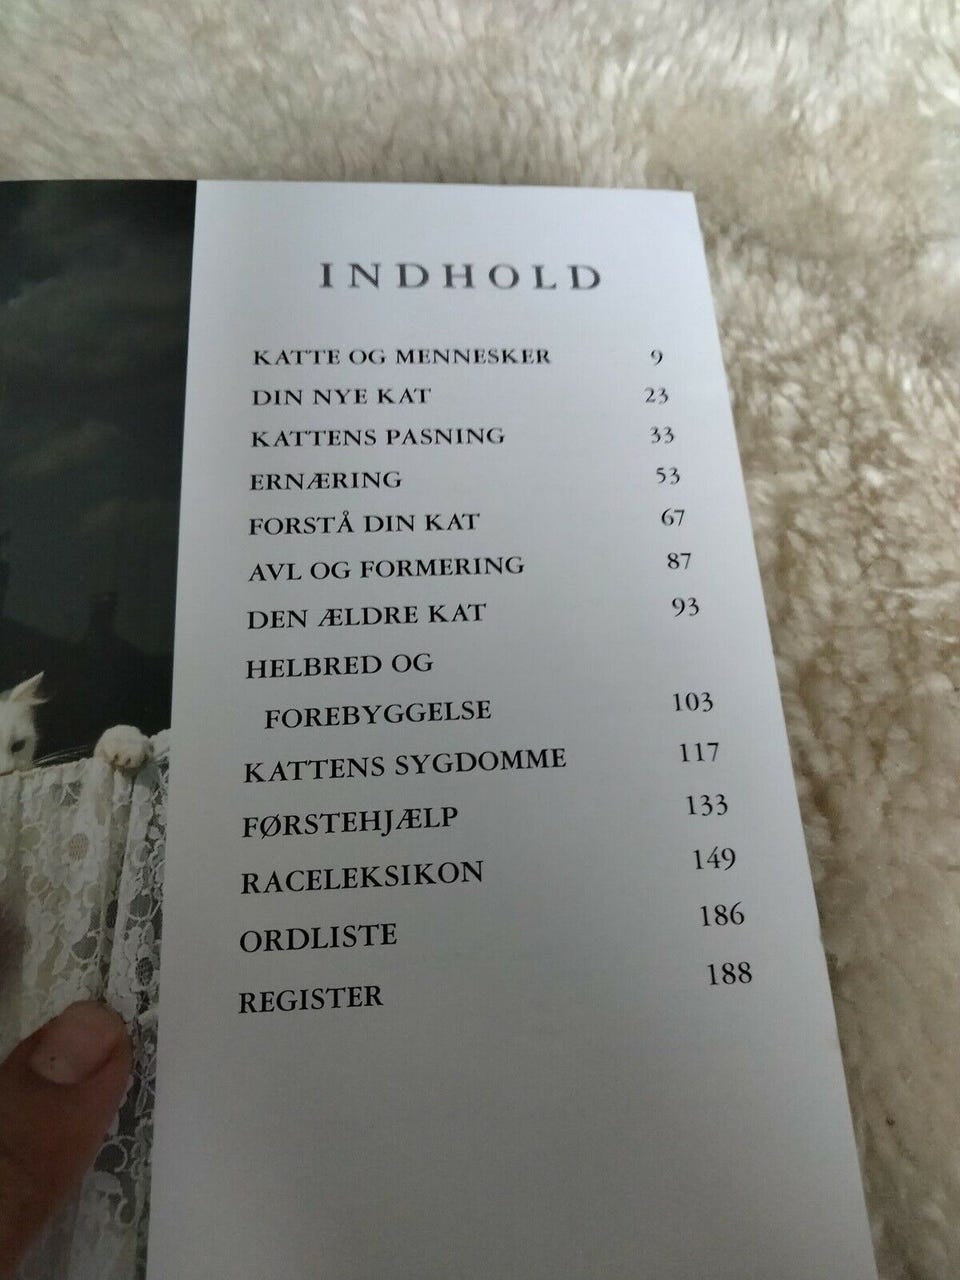 INDHOLD
KATTE OG MENNESKER 9
DIN NYE KAT 23
KATTENS PASNING 33
ERNÆRING 53
FORSTÅ DIN KAT 67
AVL OG FORMERING 87
DEN ÆLDRE KAT 93
HELBRED OG
FOREBYGGELSE 103
KATTENS SYGDOMME 117
FØRSTEHJÆLP 133
RACELEKSIKON 149
ORDLISTE 186
REGISTER 188